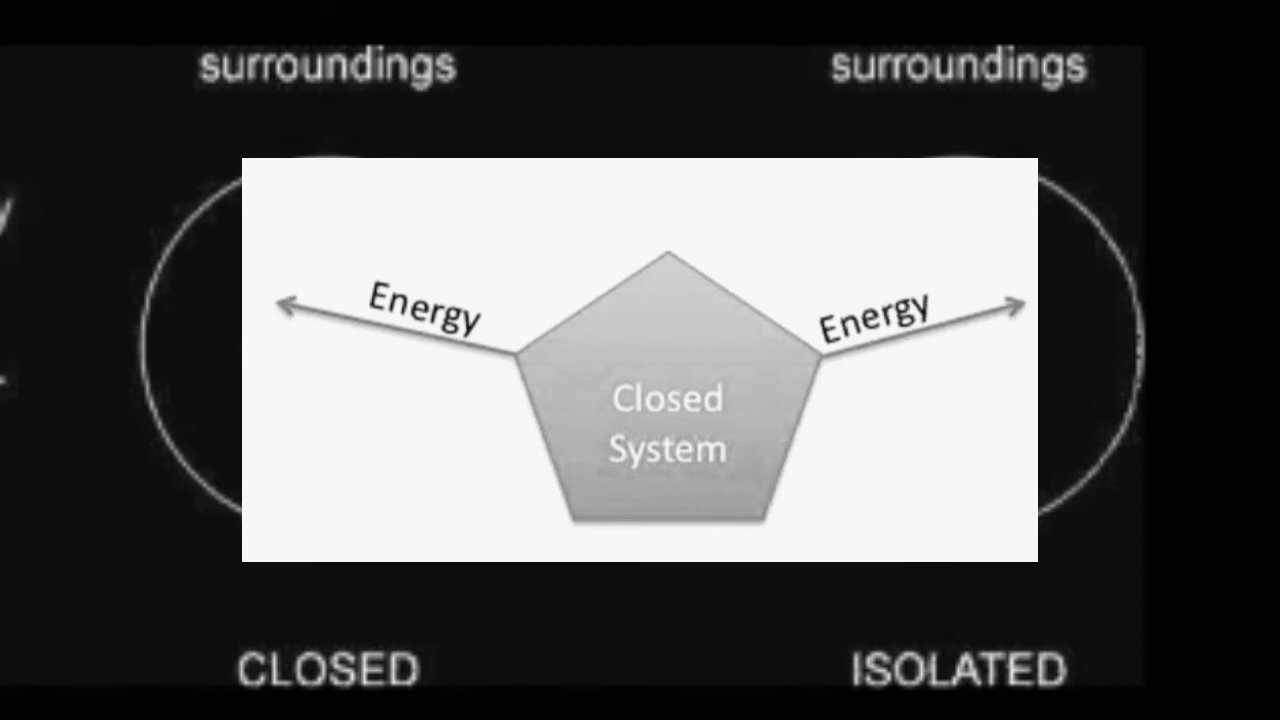 surroundings
surroundings
Energy
Energy
Closed
System
CLOSED
ISOLATED